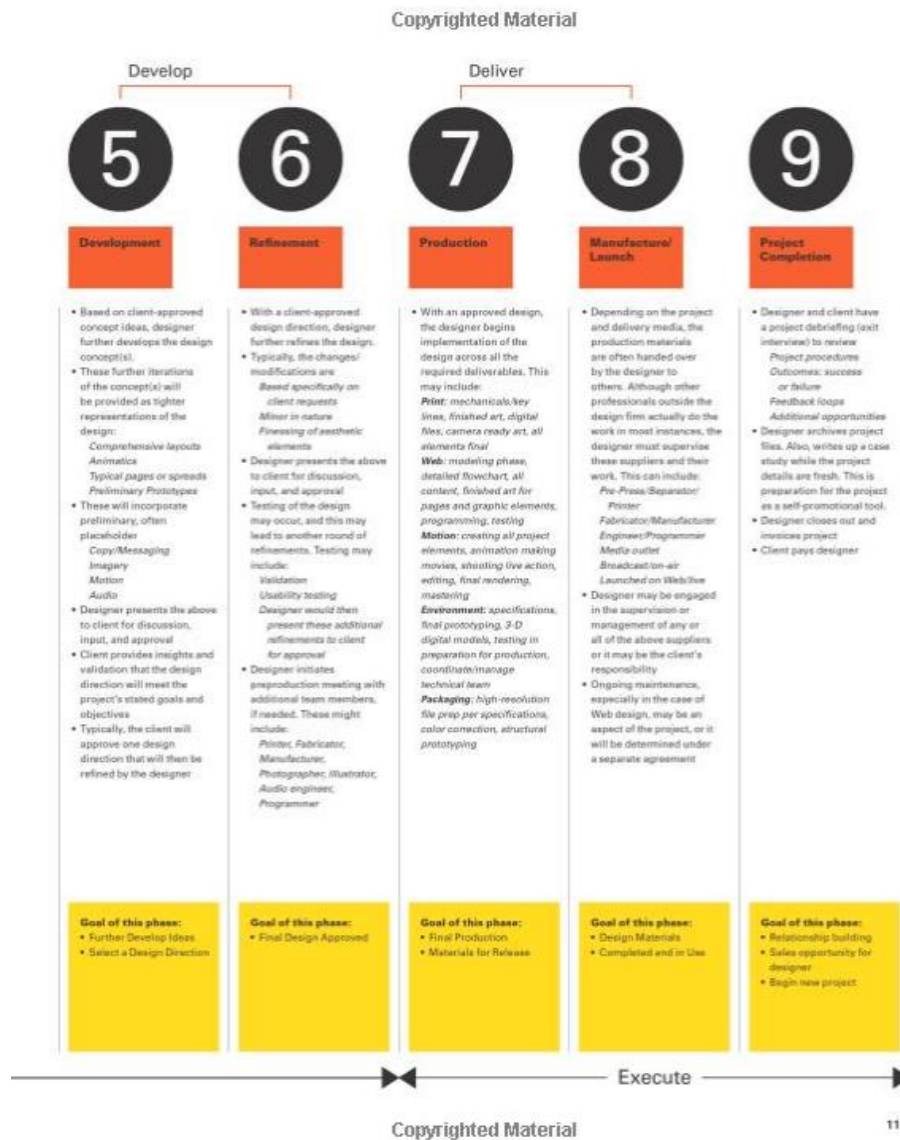 Copyrighted Material
Develop
Deliver
5
6
7
8
9
Development
• Based on client-approved
concept ideas, designer
further develops the design
concept(s).
• These further iterations
of the concept(s) will
be provided as tighter
representations of the
design:
Comprehensive layouts
Animatics
Typical pages or spreads
Preliminary Prototypes
• These will incorporate
preliminary, often
placeholder
Copy/Messaging
Imagery
Motion
Audio
• Designer presents the above
to client for discussion,
input, and approval
• Client provides insights and
validation that the design
direction will meet the
project's stated goals and
objectives
• Typically, the client will
approve one design
direction that will then be
refined by the designer
Goal of this phase:
• Further Develop Ideas
• Select a Design Direction
Refinement
• With a client-approved
design direction, designer
further refines the design.
• Typically, the changes/
modifications are
Based specifically on
client requests
Minor in nature
Finessing of aesthetic
elements
• Designer presents the above
to client for discussion,
input, and approval
• Testing of the design
may occur, and this may
lead to another round of
refinements. Testing may
include:
Validation
Usability testing
Designer would then
present these additional
refinements to client
for approval
• Designer initiates
preproduction meeting with
additional team members,
if needed. These might
include:
Printer, Fabricator,
Manufacturer,
Photographer, Illustrator,
Audio engineer,
Programmer
Goal of this phase:
• Final Design Approved
Production
• With an approved design,
the designer begins
implementation of the
design across all the
required deliverables. This
may include:
Print: mechanicals/key
lines, finished art, digital
files, camera ready art, all
elements final
Web: modeling phase,
detailed flowchart, all
content, finished art for
pages and graphic elements,
programming, testing
Motion: creating all project
elements, animation making
movies, shooting live action,
editing, final rendering,
mastering
Environment: specifications,
final prototyping, 3-D
digital models, testing in
preparation for production,
coordinate/manage
technical team
Packaging: high-resolution
file prep per specifications,
color correction, structural
prototyping
Goal of this phase:
• Final Production
• Materials for Release
Manufacture/
Launch
• Depending on the project
and delivery media, the
production materials
are often handed over
by the designer to
others. Although other
professionals outside the
design firm actually do the
work in most instances, the
designer must supervise
these suppliers and their
work. This can include:
Pre-Press/Separator/
Printer
Fabricator/Manufacturer
Engineer/Programmer
Media outlet
Broadcast/on-air
Launched on Web/live
• Designer may be engaged
in the supervision or
management of any or
all of the above suppliers
or it may be the client's
responsibility
• Ongoing maintenance,
especially in the case of
Web design, may be an
aspect of the project, or it
will be determined under
a separate agreement
Goal of this phase:
• Design Materials
• Completed and in Use
Project
Completion
• Designer and client have
a project debriefing (exit
interview) to review
Project procedures
Outcomes: success
or failure
Feedback loops
Additional opportunities
• Designer archives project
files. Also, writes up a case
study while the project
details are fresh. This is
preparation for the project
as a self-promotional tool.
• Designer closes out and
invoices project
• Client pays designer
Goal of this phase:
• Relationship building
• Sales opportunity for
designer
• Begin new project
Execute
Copyrighted Material
11